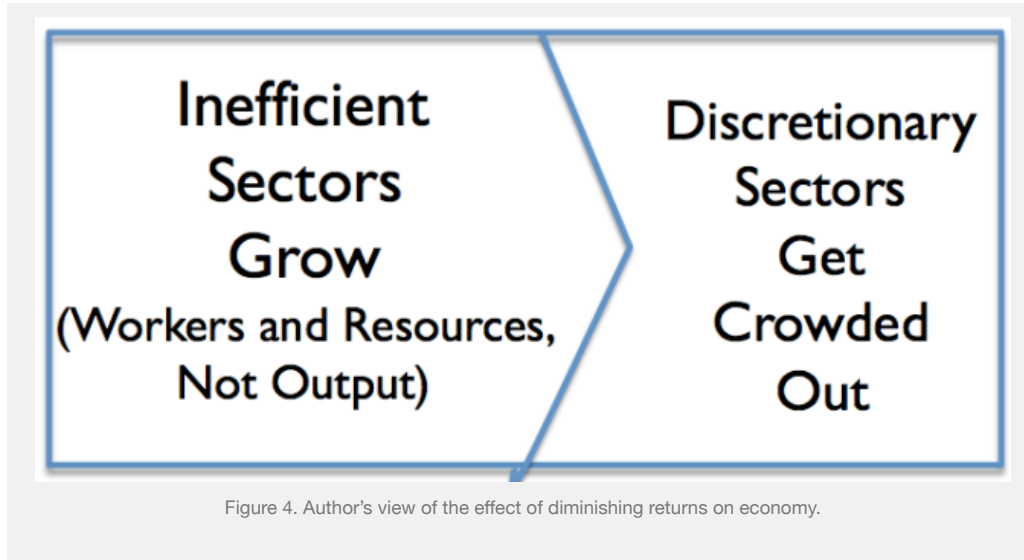 Inefficient
Sectors
Grow
(Workers and Resources,
Not Output)
Discretionary
Sectors
Get
Crowded
Out
Figure 4. Author’s view of the effect of diminishing returns on economy.